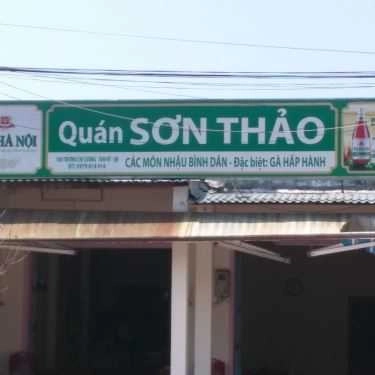 HÀ NỘI
Quán SƠN THẢO
CÁC MÓN NHẬU BÌNH DÂN - Đặc biệt: GÀ HẤP HÀNH